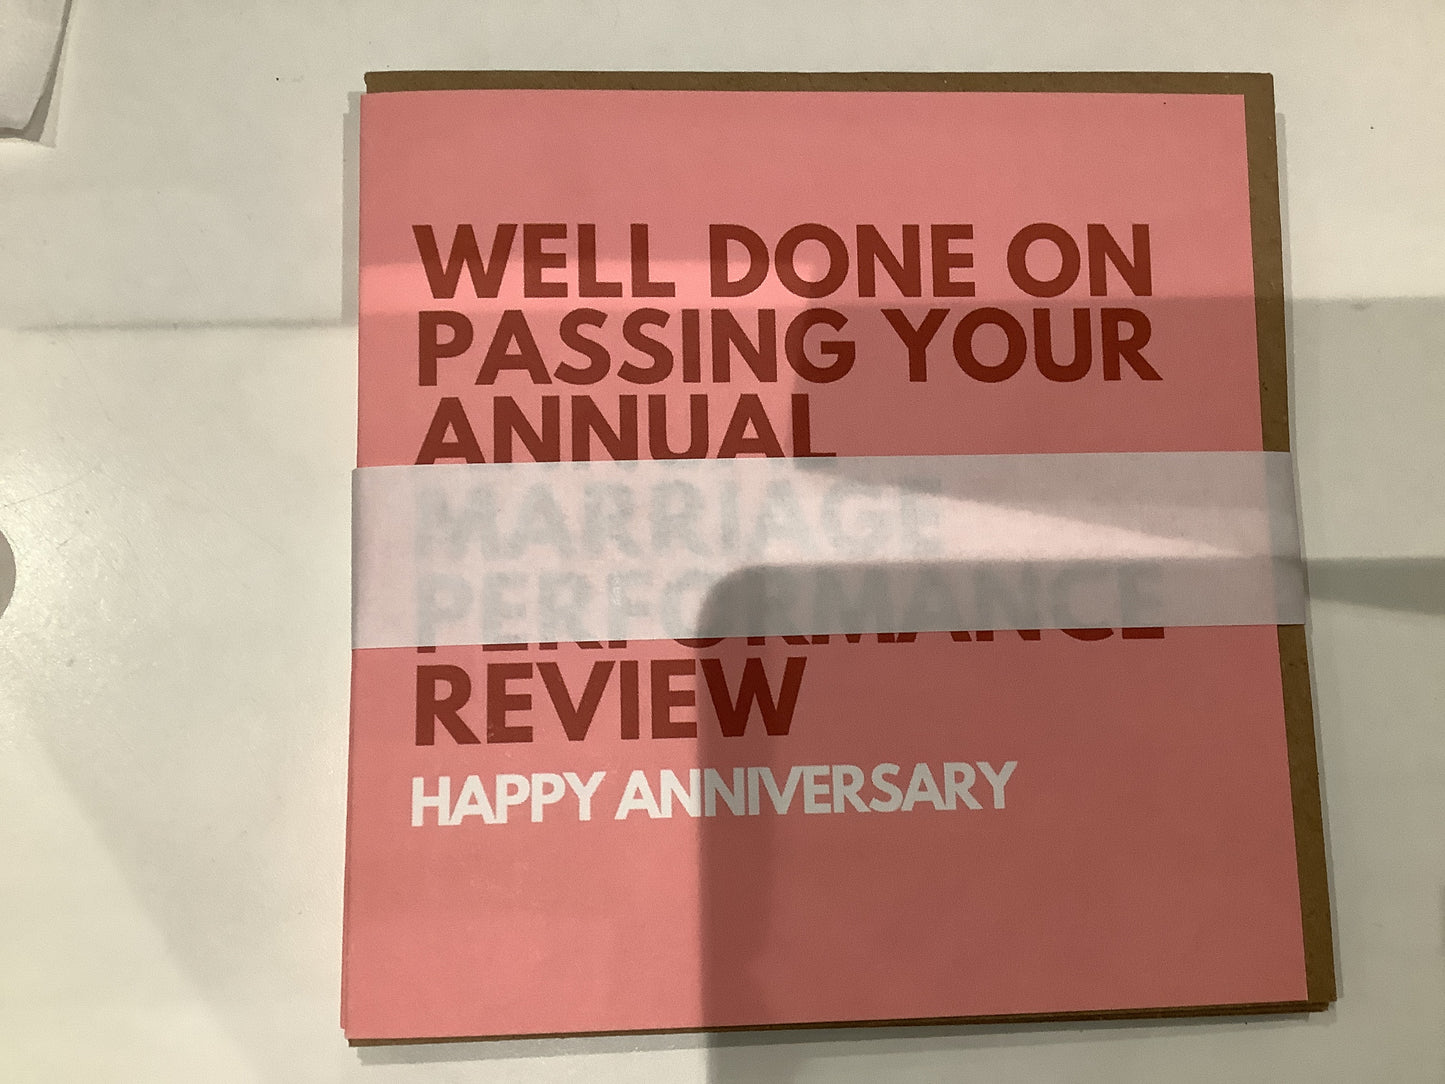 WELL DONE ON
PASSING YOUR
ANNUAL
MARRIAGE
PERFORMANCE
REVIEW
HAPPY ANNIVERSARY